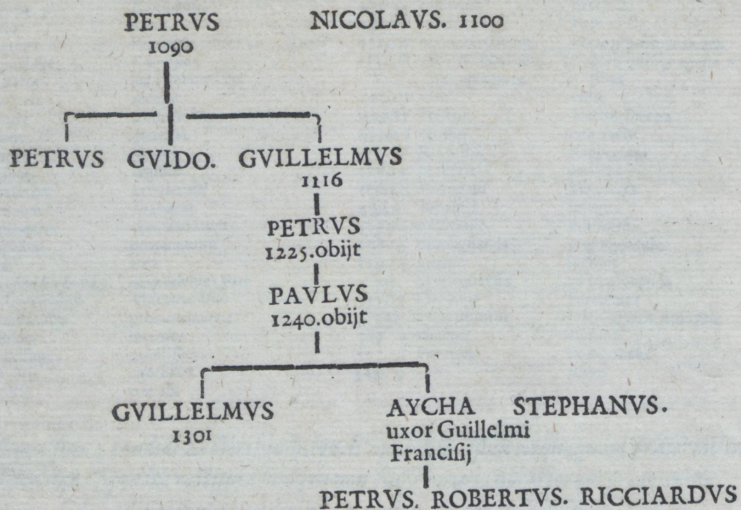 PETRVS NICOLAVS. 1100
1090
PETRVS GVIDO. GVILLELMVS
1116
PETRVS
1225.obijt
PAVLVS
1240.obijt
GVILLELMVS AYCHA STEPHANVS.
1301 uxor Guillelmi
Francisij
PETRVS. ROBERTVS. RICCIARDVS